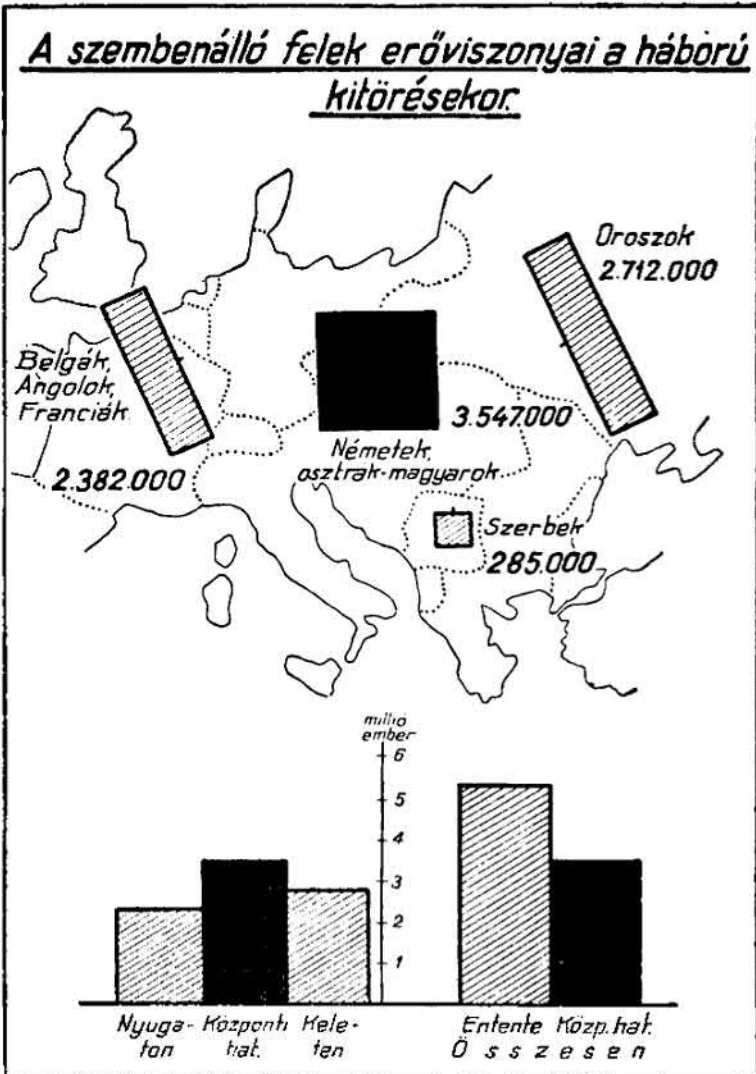 A szembenálló felek erőviszonyai a háború
kitörésekor.
Oroszok
2.712.000
Belgák,
Angolok,
Franciák
2.382.000
3.547.000
Németek,
osztrak-magyarok
Szerbek
285.000
millió
ember
6
5
4
3
2
1
Nyuga- Központi Kele-
ton hat. ten
Entente Közp. hat.
Összesen